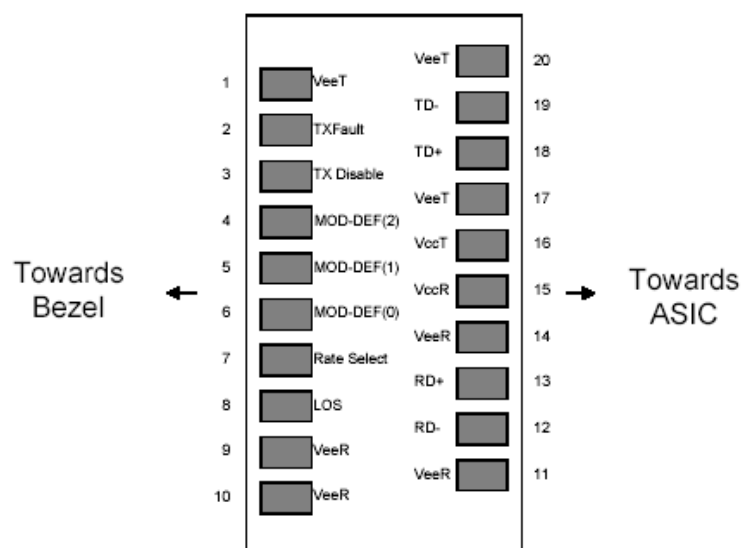 VeeT 20
1 VeeT
TD- 19
2 TXFault
TD+ 18
3 TX Disable
VeeT 17
4 MOD-DEF(2)
VccT 16
5 MOD-DEF(1)
Towards
Bezel
VccR 15
Towards
ASIC
6 MOD-DEF(0)
VeeR 14
7 Rate Select
RD+ 13
8 LOS
RD- 12
9 VeeR
VeeR 11
10 VeeR